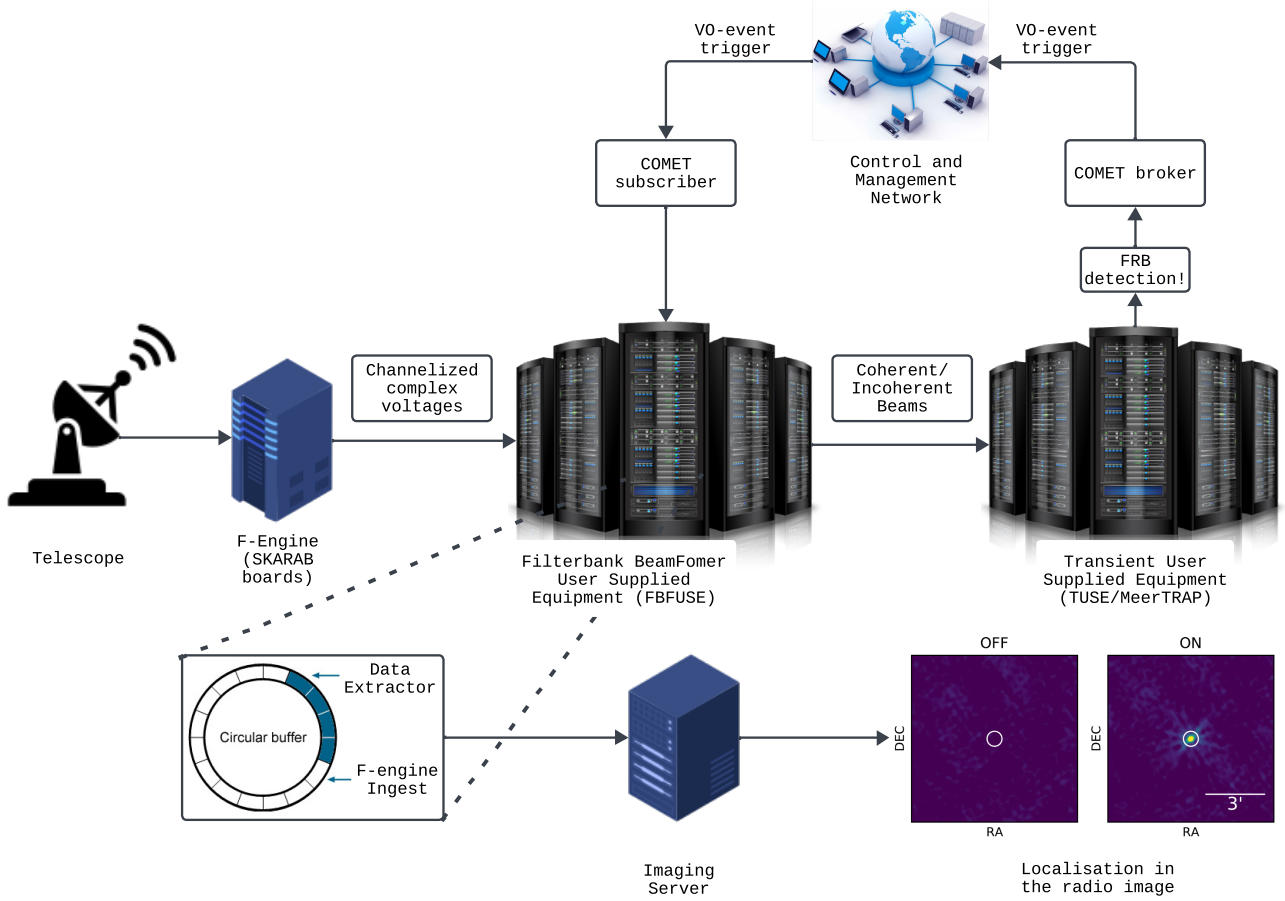 VO-event
trigger
VO-event
trigger
COMET
subscriber
Control and
Management
Network
COMET broker
FRB
detection!
Channelized
complex
voltages
Coherent/
Incoherent
Beams
Telescope
F-Engine
(SKARAB
boards)
Filterbank BeamFomer
User Supplied
Equipment (FBFUSE)
Transient User
Supplied Equipment
(TUSE/MeerTRAP)
Data
Extractor
Circular buffer
F-engine
Ingest
Imaging
Server
OFF
DEC
RA
ON
DEC
3'
RA
Localisation in
the radio image